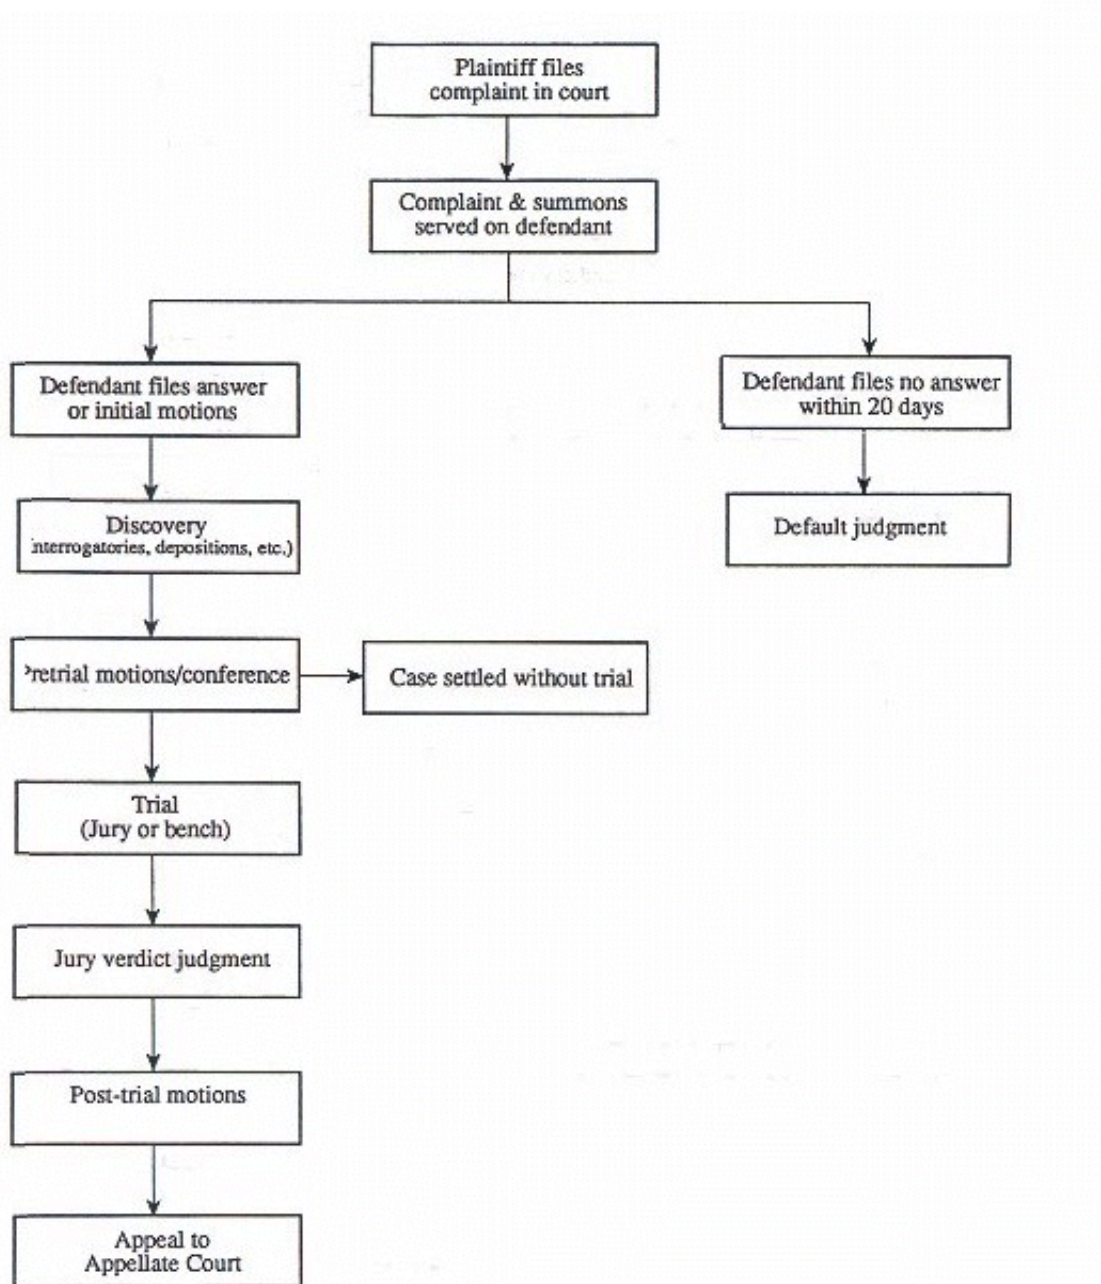 Plaintiff files
complaint in court
Complaint & summons
served on defendant
Defendant files answer
or initial motions
Defendant files no answer
within 20 days
Discovery
nterrogatories, depositions, etc.)
Default judgment
retrial motions/conference
Case settled without trial
Trial
(Jury or bench)
Jury verdict judgment
Post-trial motions
Appeal to
Appellate Court